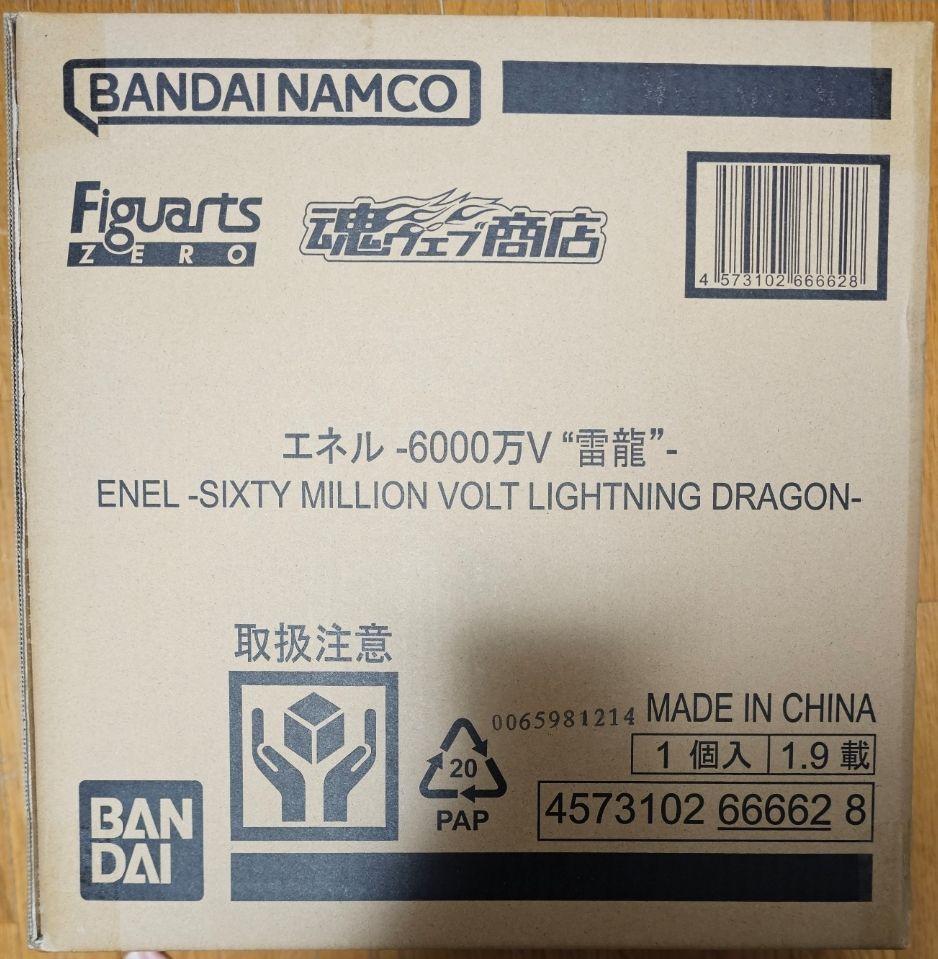 BANDAI NAMCO
Figuarts
ZERO
魂ウェブ商店
4 573102 666628
エネル -6000万V “雷龍”-
ENEL -SIXTY MILLION VOLT LIGHTNING DRAGON-
取扱注意
0065981214 MADE IN CHINA
1 個入 1.9 載
20
PAP
4573102 66662 8
BAN
DAI